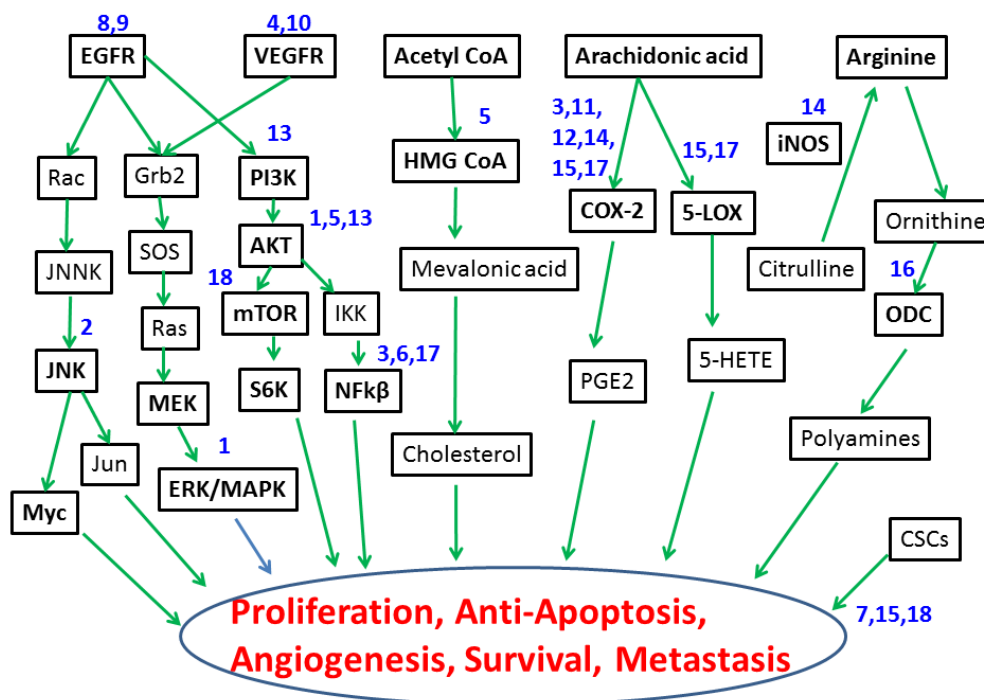 8,9
4,10
EGFR
VEGFR
Acetyl CoA
Arachidonic acid
Arginine
3,11,
12,14,
15,17
5
14
13
15,17
iNOS
Rac
Grb2
PI3K
HMG CoA
COX-2
5-LOX
1,5,13
Ornithine
JNNK
SOS
AKT
Mevalonic acid
Citrulline
16
18
mTOR
IKK
ODC
2
Ras
3,6,17
5-HETE
JNK
MEK
S6K
NFkβ
PGE2
1
Jun
Cholesterol
Polyamines
Myc
ERK/MAPK
CSCs
7,15,18
Proliferation, Anti-Apoptosis,
Angiogenesis, Survival, Metastasis